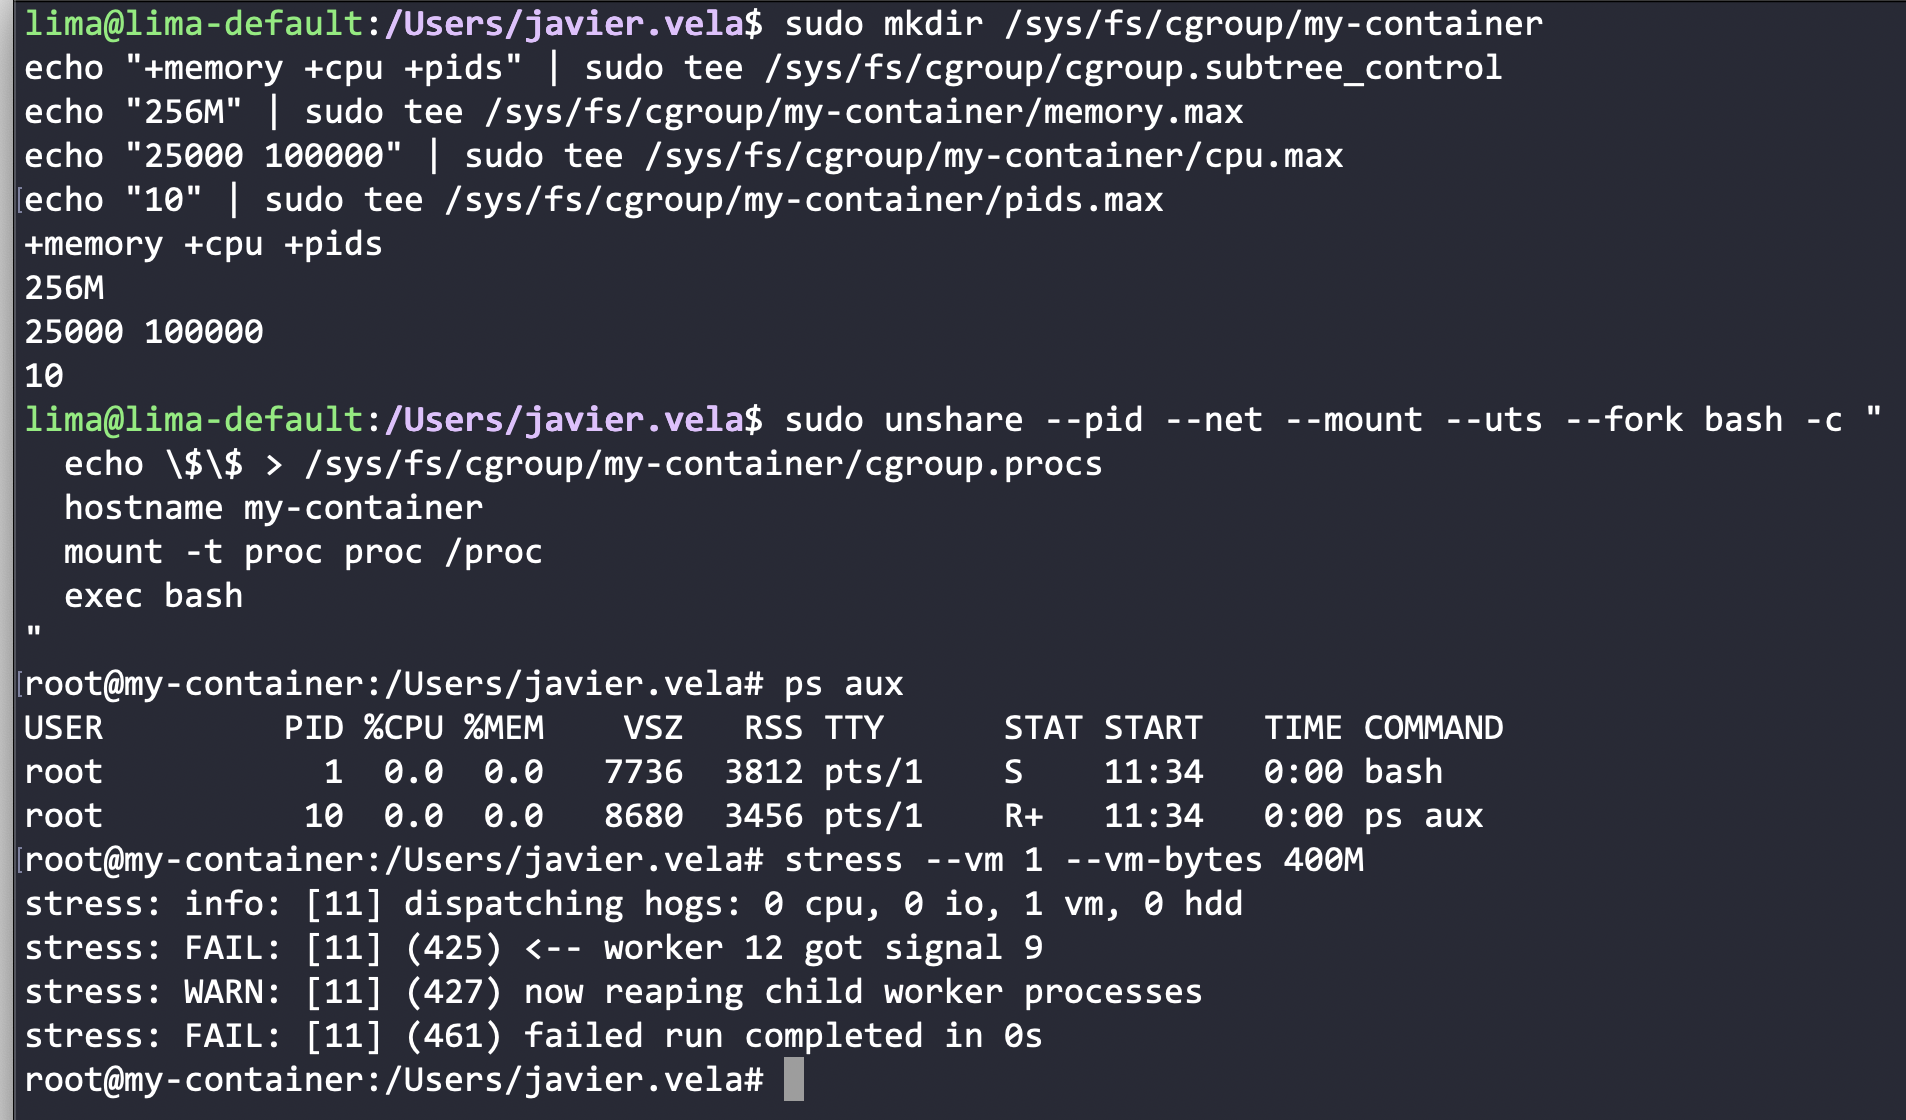 lima@lima-default:/Users/javier.vela$ sudo mkdir /sys/fs/cgroup/my-container
echo "+memory +cpu +pids" | sudo tee /sys/fs/cgroup/cgroup.subtree_control
echo "256M" | sudo tee /sys/fs/cgroup/my-container/memory.max
echo "25000 100000" | sudo tee /sys/fs/cgroup/my-container/cpu.max
echo "10" | sudo tee /sys/fs/cgroup/my-container/pids.max
+memory +cpu +pids
256M
25000 100000
10
lima@lima-default:/Users/javier.vela$ sudo unshare --pid --net --mount --uts --fork bash -c "
  echo \$\$ > /sys/fs/cgroup/my-container/cgroup.procs
  hostname my-container
  mount -t proc proc /proc
  exec bash
"
root@my-container:/Users/javier.vela# ps aux
USER         PID %CPU %MEM    VSZ   RSS TTY      STAT START   TIME COMMAND
root           1  0.0  0.0   7736  3812 pts/1    S    11:34   0:00 bash
root          10  0.0  0.0   8680  3456 pts/1    R+   11:34   0:00 ps aux
root@my-container:/Users/javier.vela# stress --vm 1 --vm-bytes 400M
stress: info: [11] dispatching hogs: 0 cpu, 0 io, 1 vm, 0 hdd
stress: FAIL: [11] (425) <-- worker 12 got signal 9
stress: WARN: [11] (427) now reaping child worker processes
stress: FAIL: [11] (461) failed run completed in 0s
root@my-container:/Users/javier.vela#